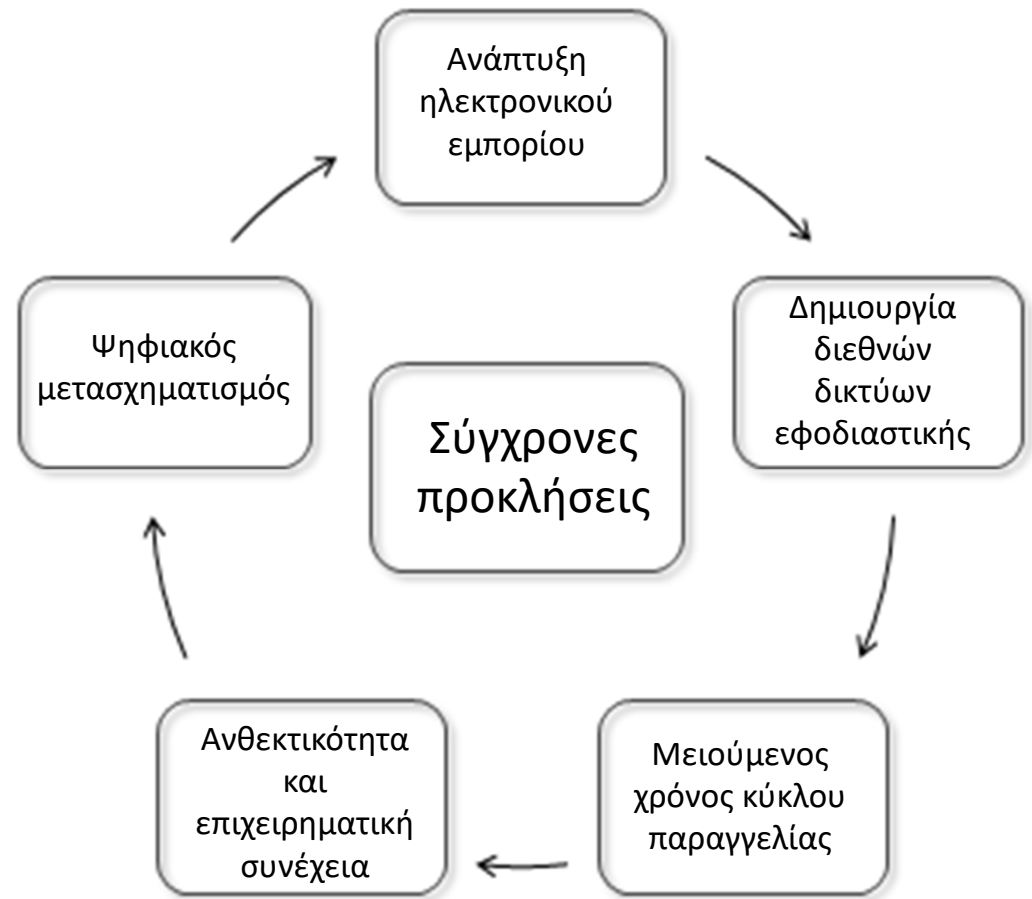 Ανάπτυξη
ηλεκτρονικού
εμπορίου
Δημιουργία
διεθνών
δικτύων
εφοδιαστικής
Ψηφιακός
μετασχηματισμός
Σύγχρονες
προκλήσεις
Μειούμενος
χρόνος κύκλου
παραγγελίας
Ανθεκτικότητα
και
επιχειρηματική
συνέχεια